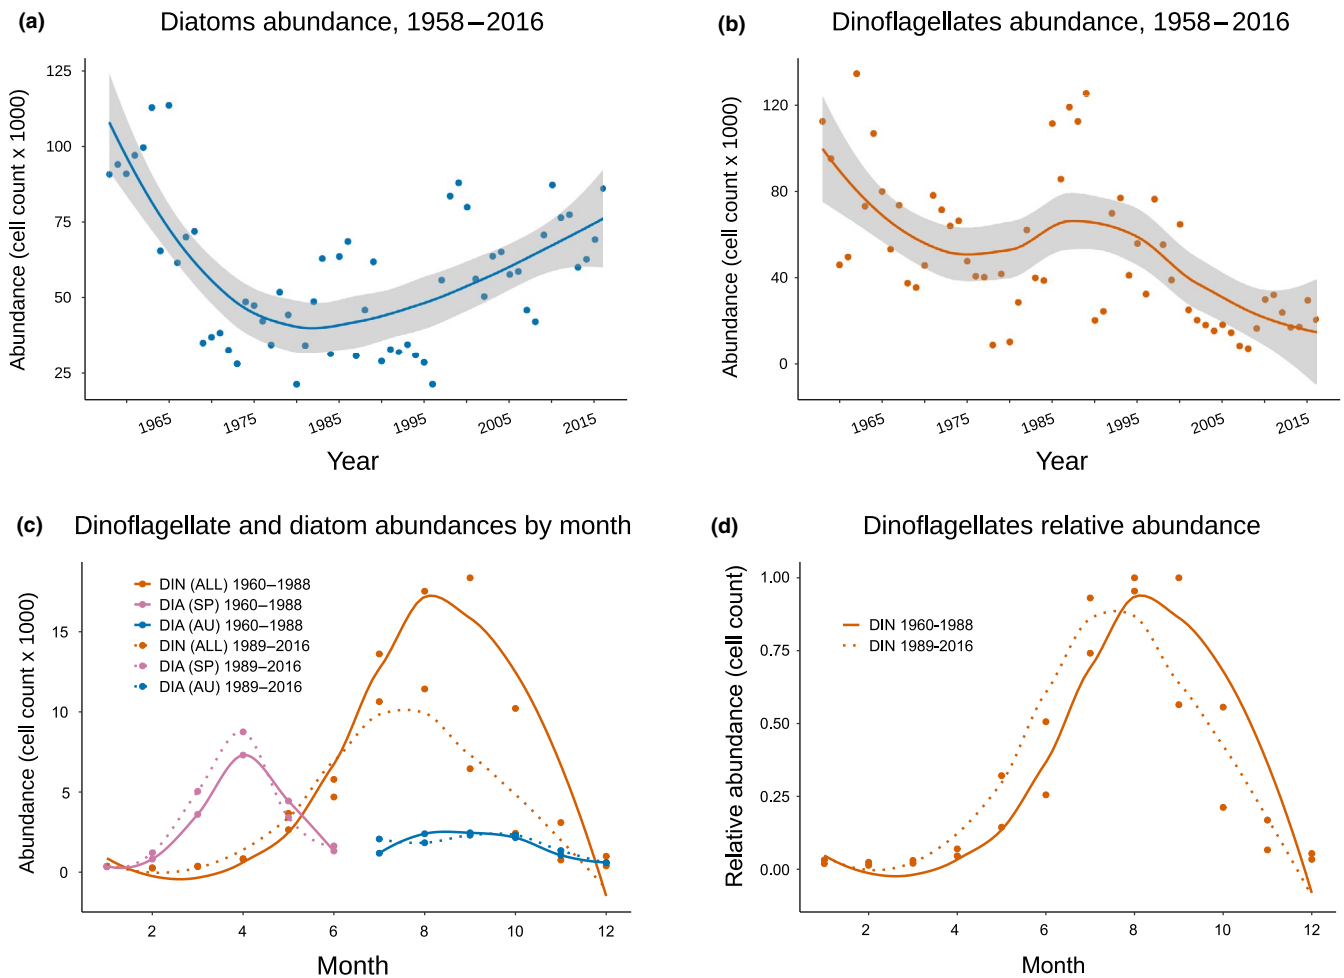 (a) Diatoms abundance, 1958–2016
Abundance (cell count x 1000)
125
100
75
50
25
1965 1975 1985 1995 2005 2015
Year
(b) Dinoflagellates abundance, 1958–2016
Abundance (cell count x 1000)
120
80
40
0
1965 1975 1985 1995 2005 2015
Year
(c) Dinoflagellate and diatom abundances by month
Abundance (cell count x 1000)
15
10
5
0
DIN (ALL) 1960–1988
DIA (SP) 1960–1988
DIA (AU) 1960–1988
DIN (ALL) 1989–2016
DIA (SP) 1989–2016
DIA (AU) 1989–2016
2 4 6 8 10 12
Month
(d) Dinoflagellates relative abundance
Relative abundance (cell count)
1.00
0.75
0.50
0.25
0.00
DIN 1960-1988
DIN 1989-2016
2 4 6 8 10 12
Month